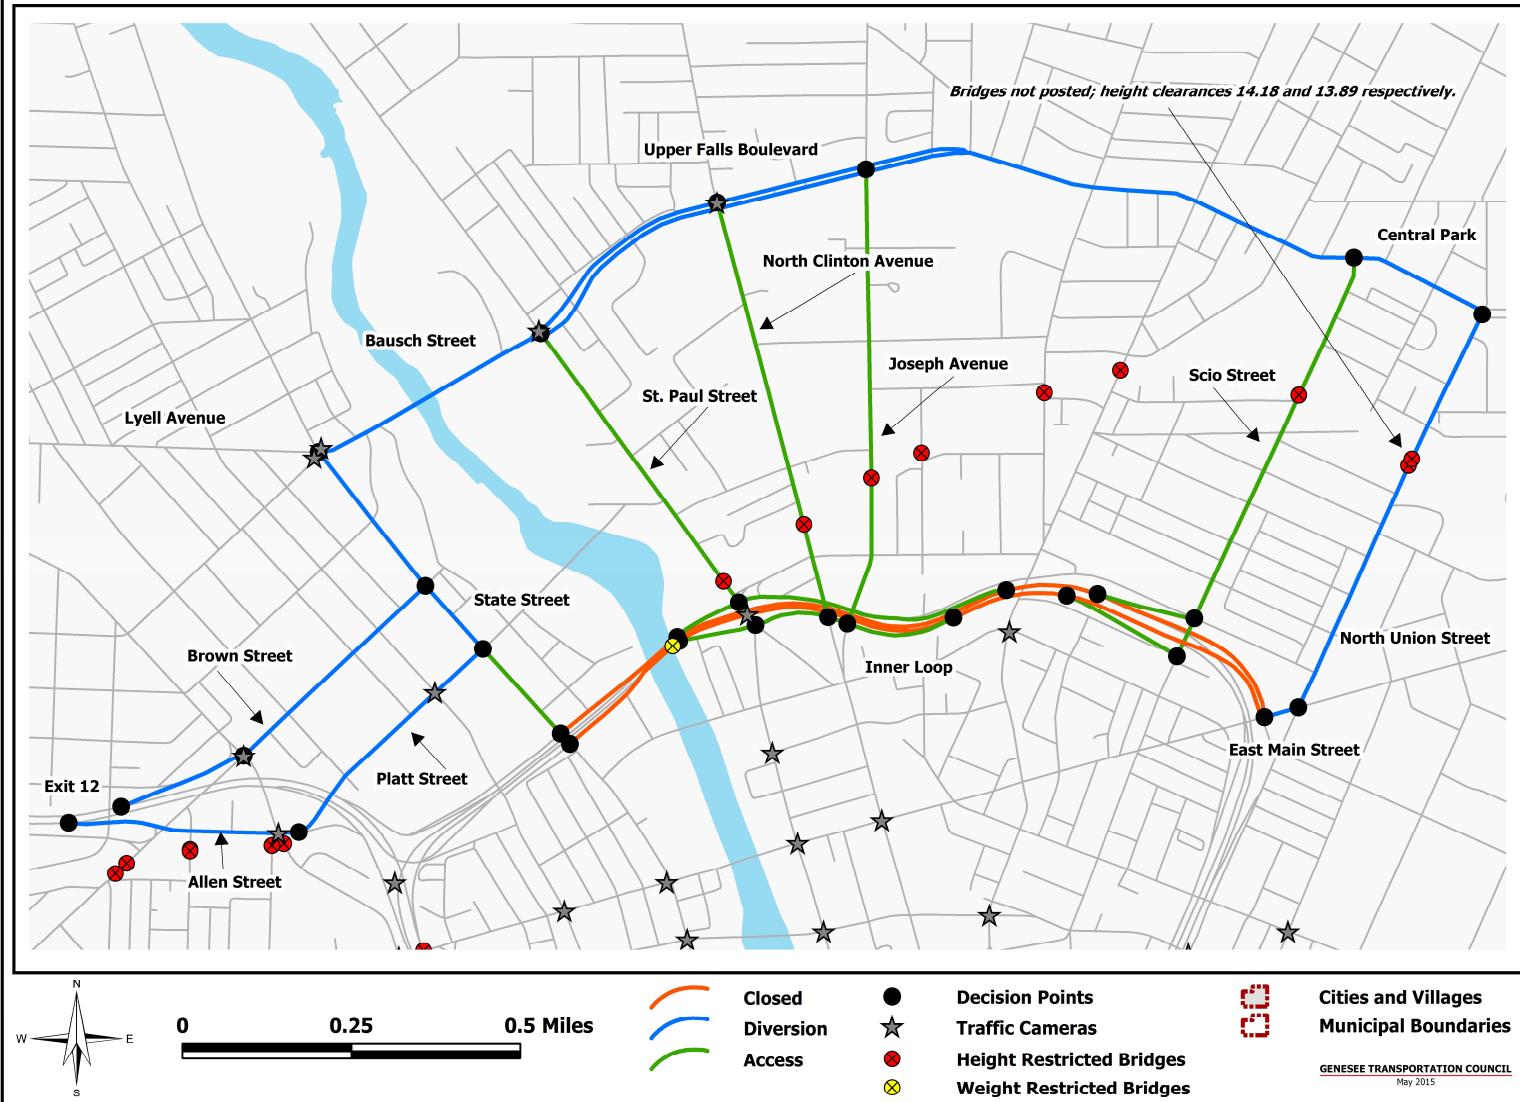 Bridges not posted; height clearances 14.18 and 13.89 respectively.
Upper Falls Boulevard
Central Park
North Clinton Avenue
Bausch Street
Joseph Avenue
Scio Street
St. Paul Street
Lyell Avenue
State Street
North Union Street
Brown Street
Inner Loop
East Main Street
Platt Street
Exit 12
Allen Street
N
W E
S
0 0.25 0.5 Miles
Closed
Diversion
Access
Decision Points
Traffic Cameras
Height Restricted Bridges
Weight Restricted Bridges
Cities and Villages
Municipal Boundaries
GENESEE TRANSPORTATION COUNCIL
May 2015